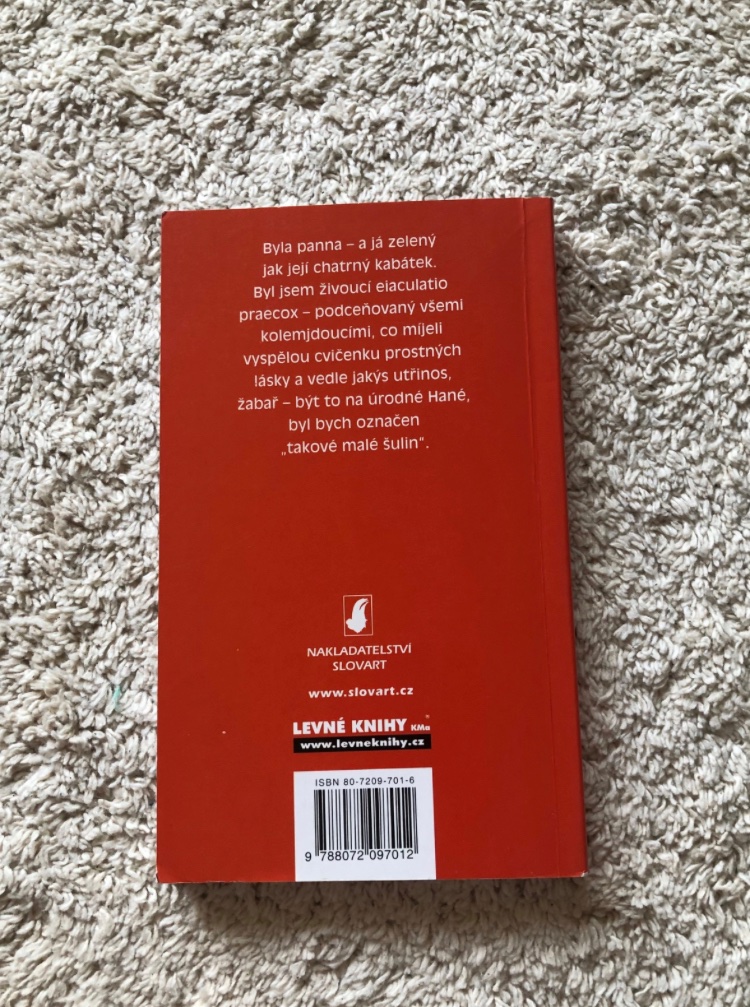 Byla panna – a já zelený
jak její chatrný kabátek.
Byl jsem živoucí eiaculatio
praecox – podceňovaný všemi
kolemjdoucími, co míjeli
vyspělou cvičenku prostných
lásky a vedle jakýs utřinos,
žabař – být to na úrodné Hané,
byl bych označen
„takové malé šulin“.
NAKLADATELSTVÍ
SLOVART
www.slovart.cz
LEVNÉ KNIHY KMa®
www.levneknihy.cz
ISBN 80-7209-701-6
9 788072 097012